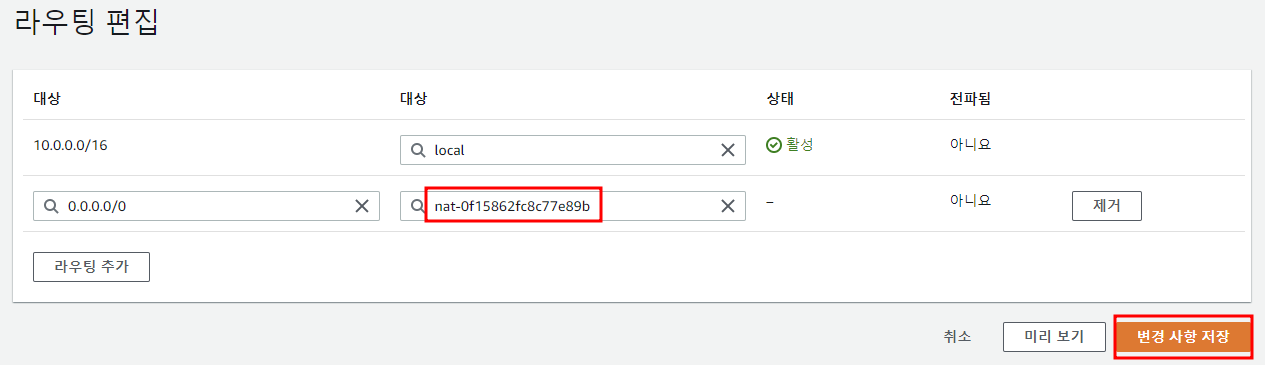 라우팅 편집
대상 대상 상태 전파됨
10.0.0.0/16 local 활성 아니요
0.0.0.0/0 nat-0f15862fc8c77e89b – 아니요 제거
라우팅 추가
취소 미리 보기 변경 사항 저장